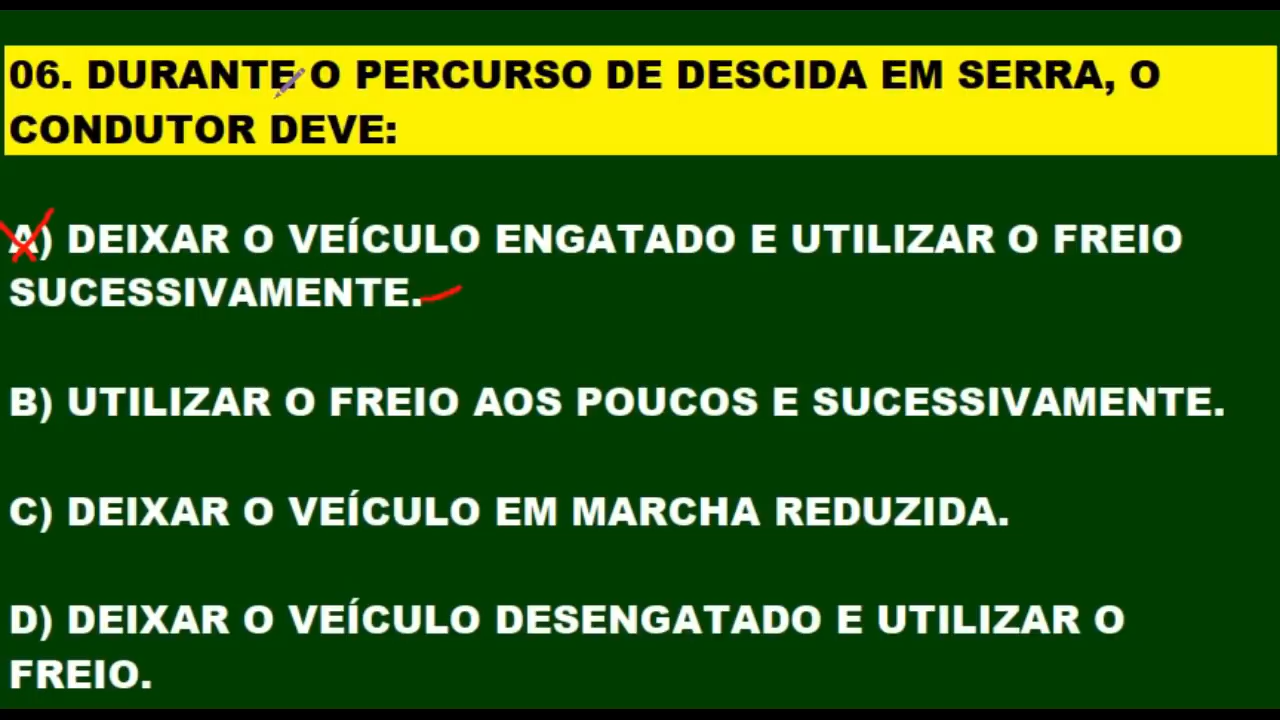 06. DURANTE O PERCURSO DE DESCIDA EM SERRA, O
CONDUTOR DEVE:
A) DEIXAR O VEÍCULO ENGATADO E UTILIZAR O FREIO
SUCESSIVAMENTE.
B) UTILIZAR O FREIO AOS POUCOS E SUCESSIVAMENTE.
C) DEIXAR O VEÍCULO EM MARCHA REDUZIDA.
D) DEIXAR O VEÍCULO DESENGATADO E UTILIZAR O
FREIO.